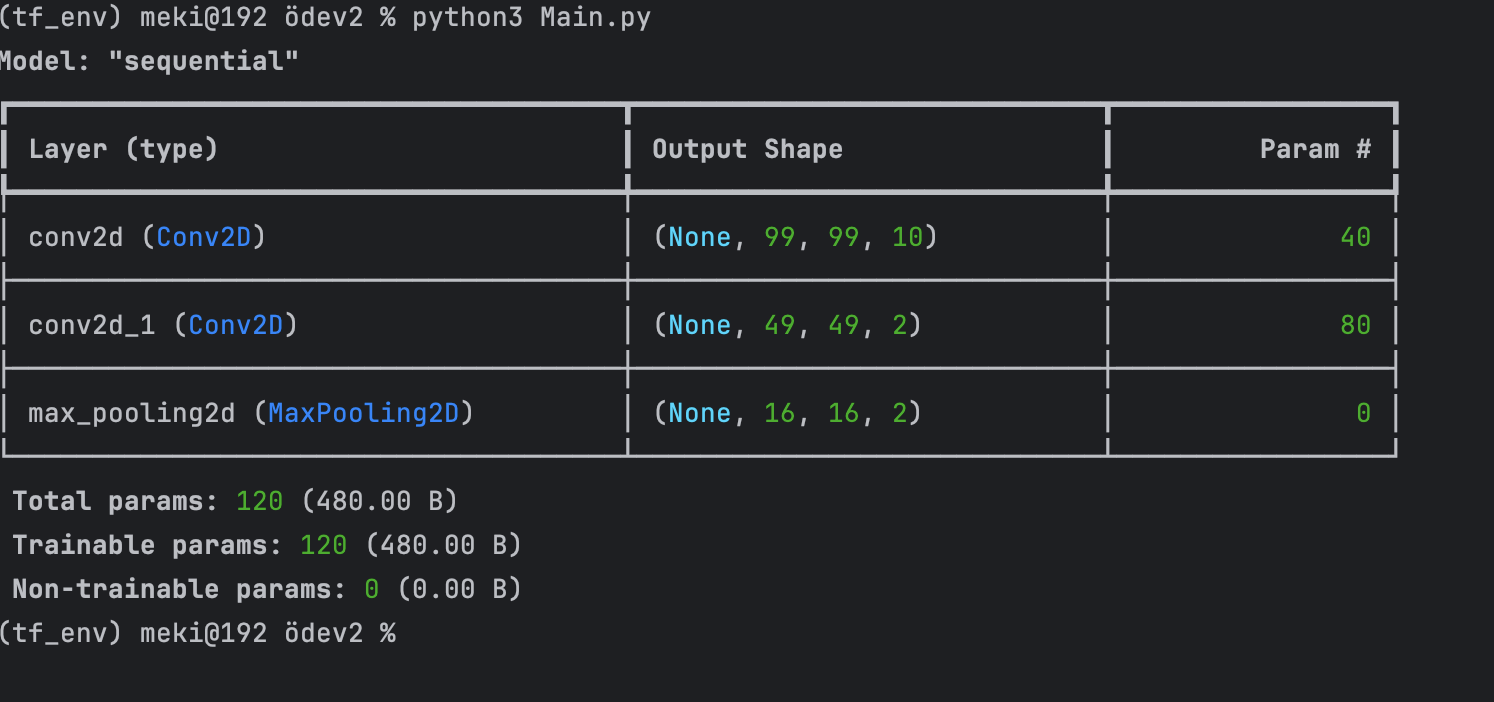 (tf_env) meki@192 ödev2 % python3 Main.py
Model: "sequential"
Layer (type) Output Shape Param #
conv2d (Conv2D) (None, 99, 99, 10) 40
conv2d_1 (Conv2D) (None, 49, 49, 2) 80
max_pooling2d (MaxPooling2D) (None, 16, 16, 2) 0
Total params: 120 (480.00 B)
Trainable params: 120 (480.00 B)
Non-trainable params: 0 (0.00 B)
(tf_env) meki@192 ödev2 %